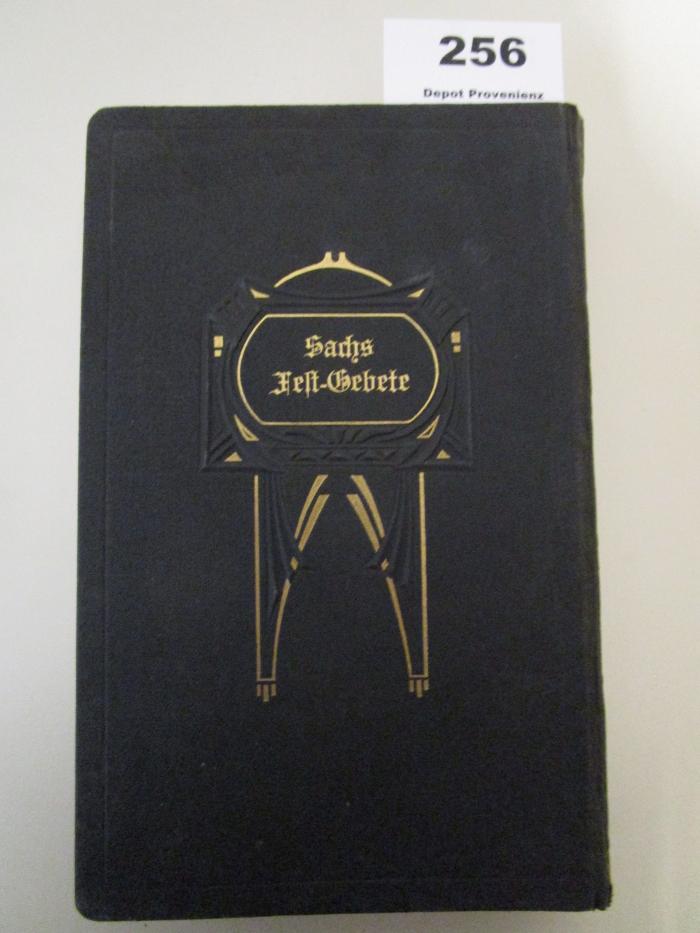 256
Depot Provenienz
Sachs
Fest-Gebete